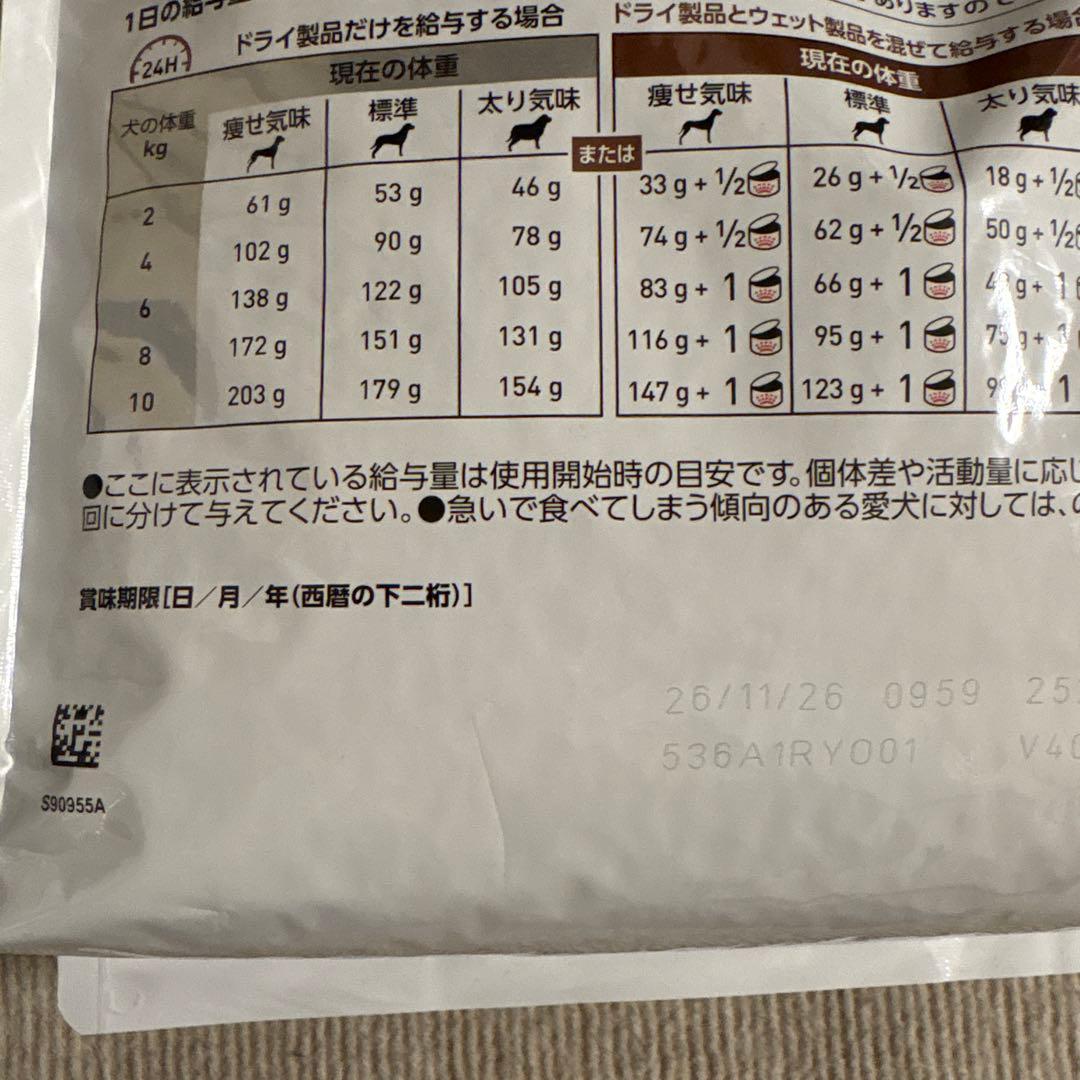 1日の給与量
24H
ドライ製品だけを給与する場合
ドライ製品とウェット製品を混ぜて給与する場合
ありますので
現在の体重
現在の体重
犬の体重 kg 痩せ気味 標準 太り気味 または 痩せ気味 標準 太り気味
2 61 g 53 g 46 g 33 g + ½ 26 g + ½ 18 g + ½
4 102 g 90 g 78 g 74 g + ½ 62 g + ½ 50 g + ½
6 138 g 122 g 105 g 83 g + 1 66 g + 1 g + 1
8 172 g 151 g 131 g 116 g + 1 95 g + 1 g + 1
10 203 g 179 g 154 g 147 g + 1 123 g + 1 1
●ここに表示されている給与量は使用開始時の目安です。個体差や活動量に応じ
回に分けて与えてください。●急いで食べてしまう傾向のある愛犬に対しては、
賞味期限[日/月/年(西暦の下二桁)]
26/11/26 0959 25
536A1RY001 V40
S90955A